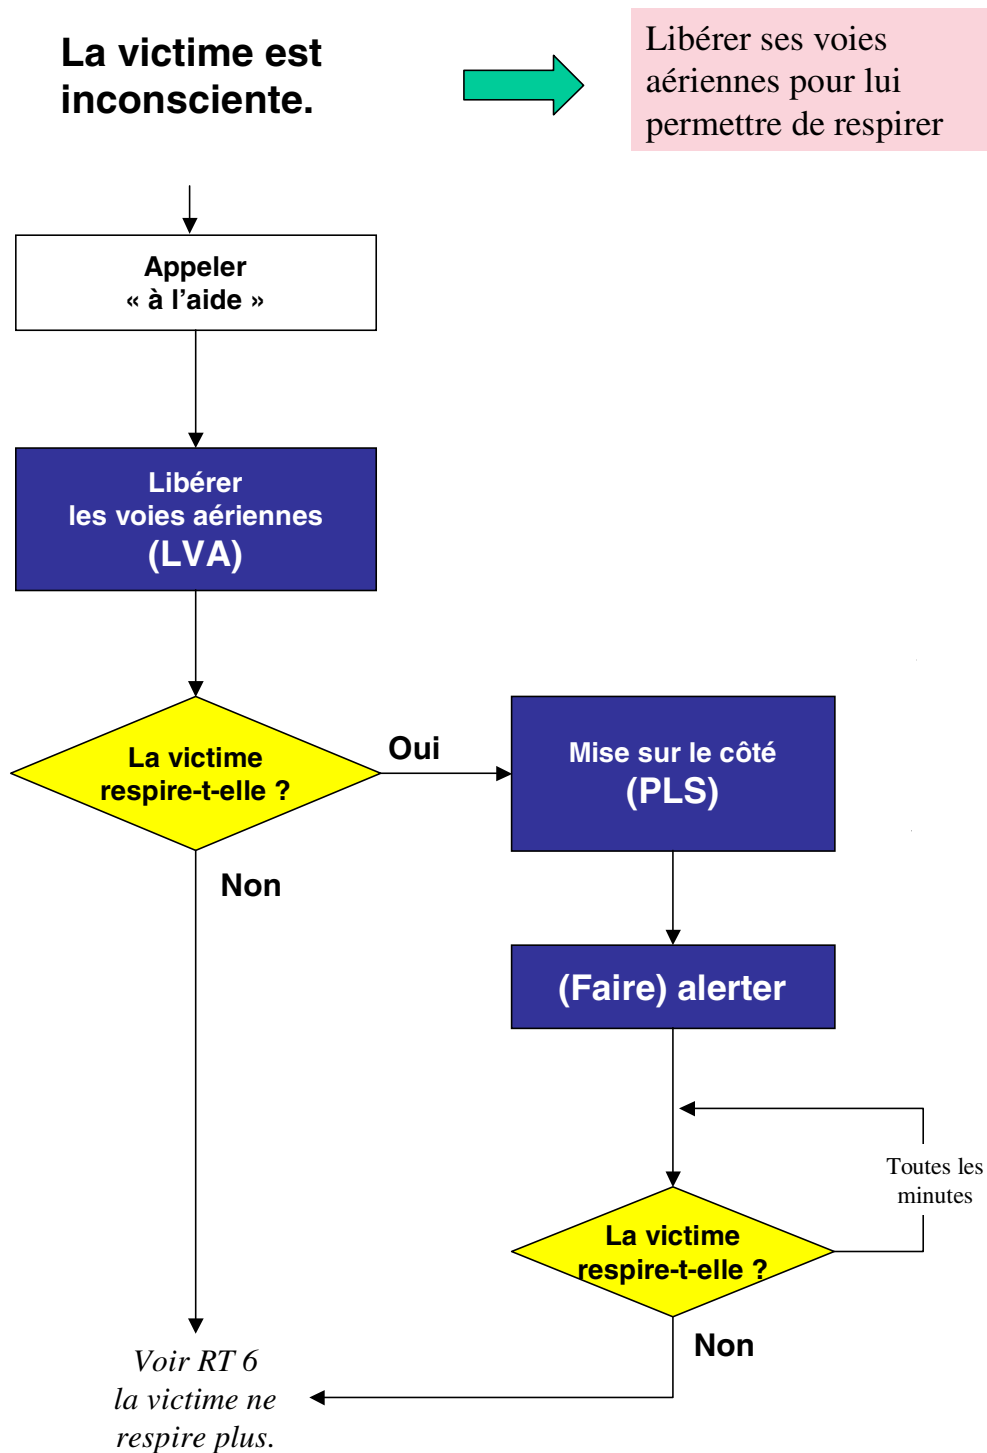 La victime est
inconsciente.
Libérer ses voies
aériennes pour lui
permettre de respirer
Appeler
« à l’aide »
Libérer
les voies aériennes
(LVA)
La victime
respire-t-elle ?
Oui
Mise sur le côté
(PLS)
Non
(Faire) alerter
Toutes les
minutes
La victime
respire-t-elle ?
Non
Voir RT 6
la victime ne
respire plus.